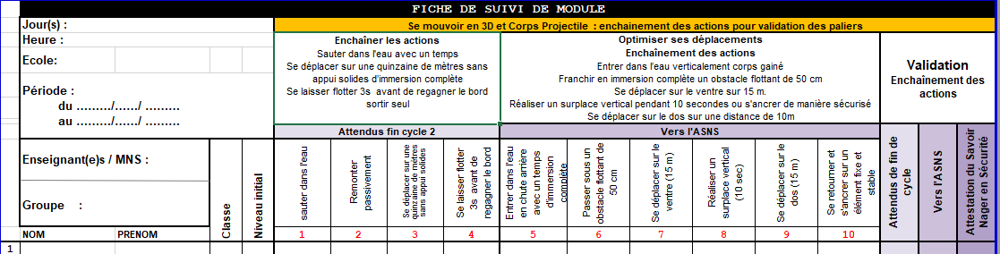 FICHE DE SUIVI DE MODULE
Jour(s) :
Se mouvoir en 3D et Corps Projectile : enchainement des actions pour validation des paliers
Heure :
Ecole:
Période :
du ........./....../ .........
au ........./....../ .........
Enchaîner les actions
Sauter dans l'eau avec un temps
Se déplacer sur une quinzaine de mètres sans
appui solides d'immersion complète
Se laisser flotter 3s avant de regagner le bord
sortir seul
Optimiser ses déplacements
Enchaînement des actions
Entrer dans l'eau verticalement corps gainé
Franchir en immersion complète un obstacle flottant de 50 cm
Se déplacer sur le ventre sur 15 m.
Réaliser un surplace vertical pendant 10 secondes ou s'ancrer de manière sécurisé
Se déplacer sur le dos sur une distance de 10m
Validation
Enchaînement des
actions
Attendus fin cycle 2
Vers l'ASNS
Enseignant(e)s / MNS :
Groupe :
NOM
PRENOM
Classe
Niveau initial
sauter dans l'eau
Remonter
passivement
Se déplacer sur une
quinzaine de mètres
sans appui solides
Se laisser flotter
3s avant de
regagner le bord
Entrer dans l'eau
en chute arrière
avec un temps
d'immersion
complète
Passer sous un
obstacle flottant de
50 cm
Se déplacer sur le
ventre (15 m)
Réaliser un
surplace vertical
(10 sec)
Se déplacer sur le
dos (15 m)
Se retourner et
s'ancrer sur un
élément fixe et
stable
Attendus de fin de
cycle
Vers l'ASNS
Attestation du Savoir
Nager en Sécurité
1
2
3
4
5
6
7
8
9
10
1